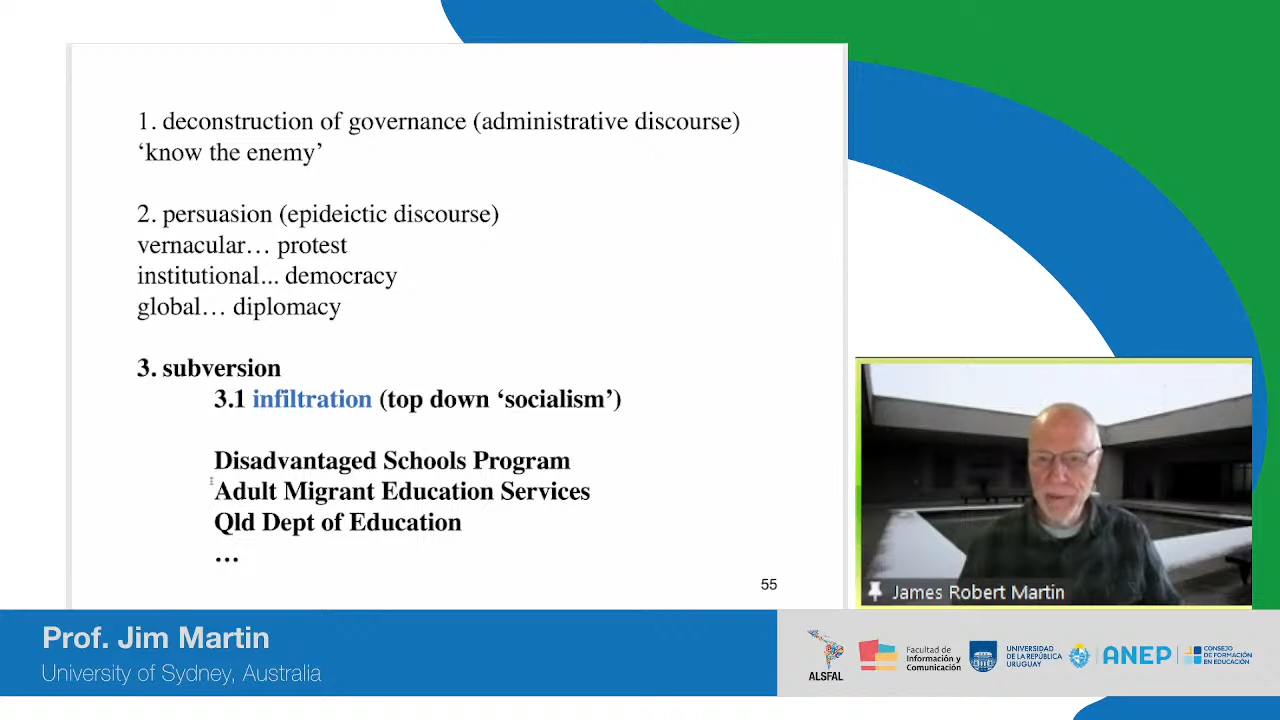 1. deconstruction of governance (administrative discourse)
‘know the enemy’
2. persuasion (epideictic discourse)
vernacular… protest
institutional... democracy
global… diplomacy
3. subversion
3.1 infiltration (top down ‘socialism’)
Disadvantaged Schools Program
Adult Migrant Education Services
Qld Dept of Education
…
55
James Robert Martin
Prof. Jim Martin
University of Sydney, Australia
ALSFAL
Facultad de
Información y
Comunicación
UNIVERSIDAD
DE LA REPÚBLICA
URUGUAY
ANEP
CONSEJO
DE FORMACIÓN
EN EDUCACIÓN